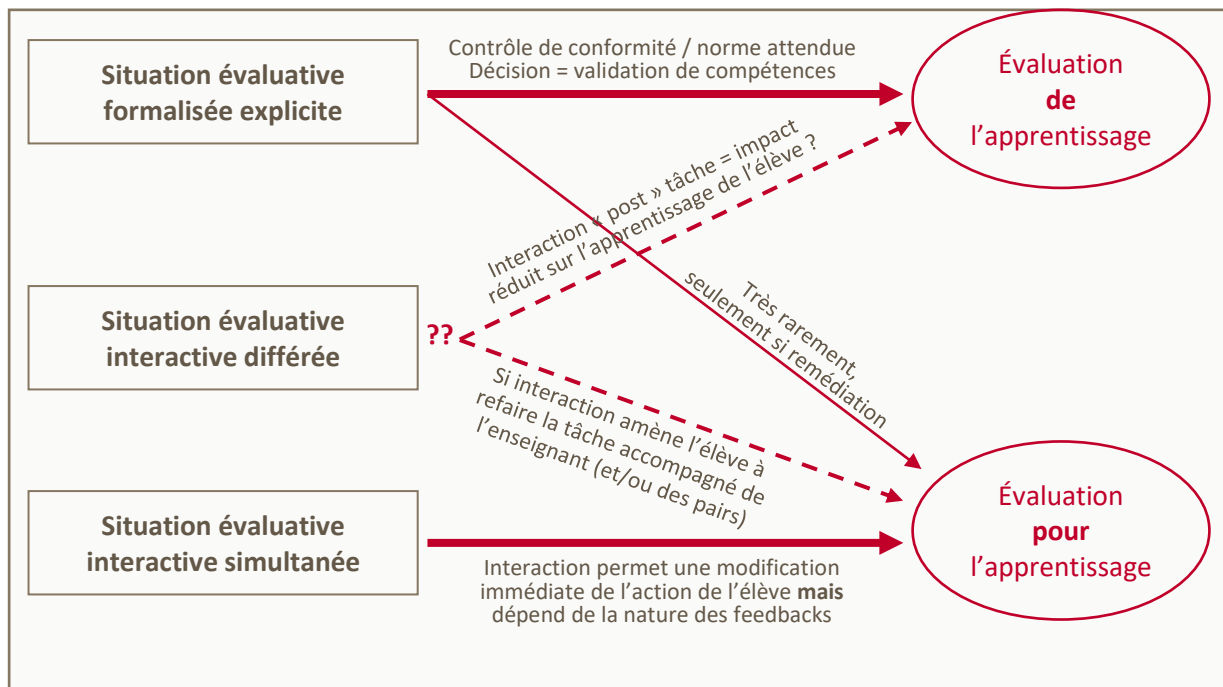 Situation évaluative
formalisée explicite
Contrôle de conformité / norme attendue
Décision = validation de compétences
Évaluation
de
l’apprentissage
Interaction « post » tâche = impact
réduit sur l’apprentissage de l’élève ?
Situation évaluative
interactive différée
??
Très rarement,
seulement si remédiation
Si interaction amène l’élève à
refaire la tâche accompagné de
l’enseignant (et/ou des pairs)
Situation évaluative
interactive simultanée
Évaluation
pour
l’apprentissage
Interaction permet une modification
immédiate de l’action de l’élève mais
dépend de la nature des feedbacks